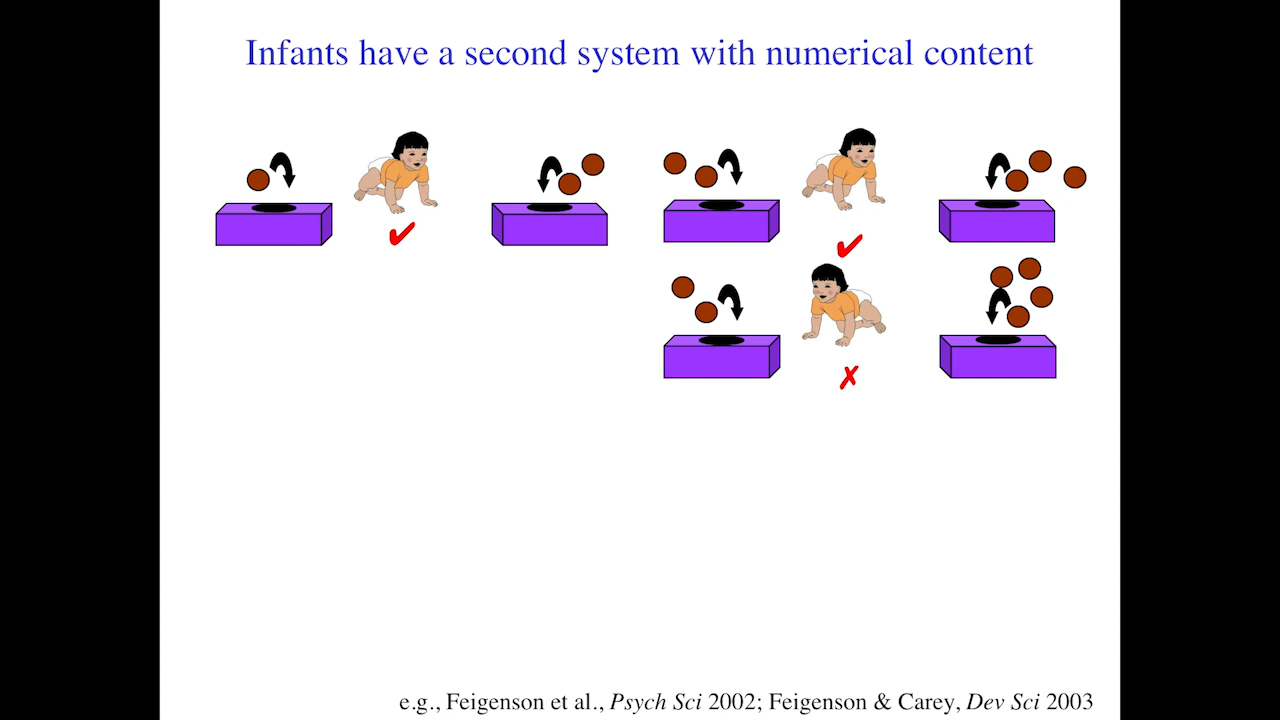 Infants have a second system with numerical content
e.g., Feigenson et al., Psych Sci 2002; Feigenson & Carey, Dev Sci 2003